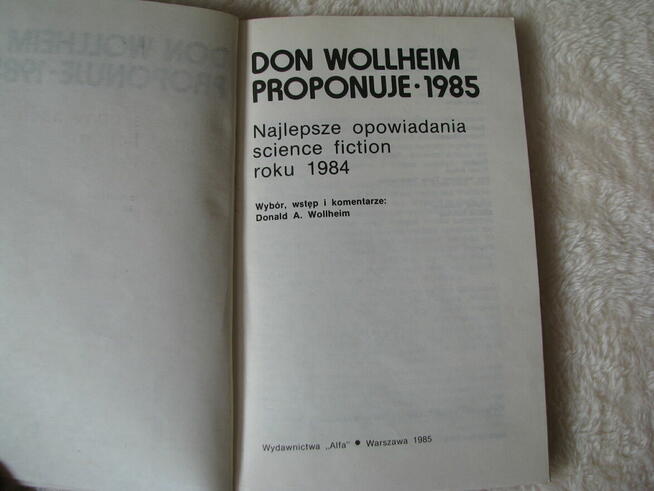 DON WOLLHEIM
PROPONUJE • 1985
Najlepsze opowiadania
science fiction
roku 1984
Wybór, wstęp i komentarze:
Donald A. Wollheim
Wydawnictwa „Alfa" • Warszawa 1985